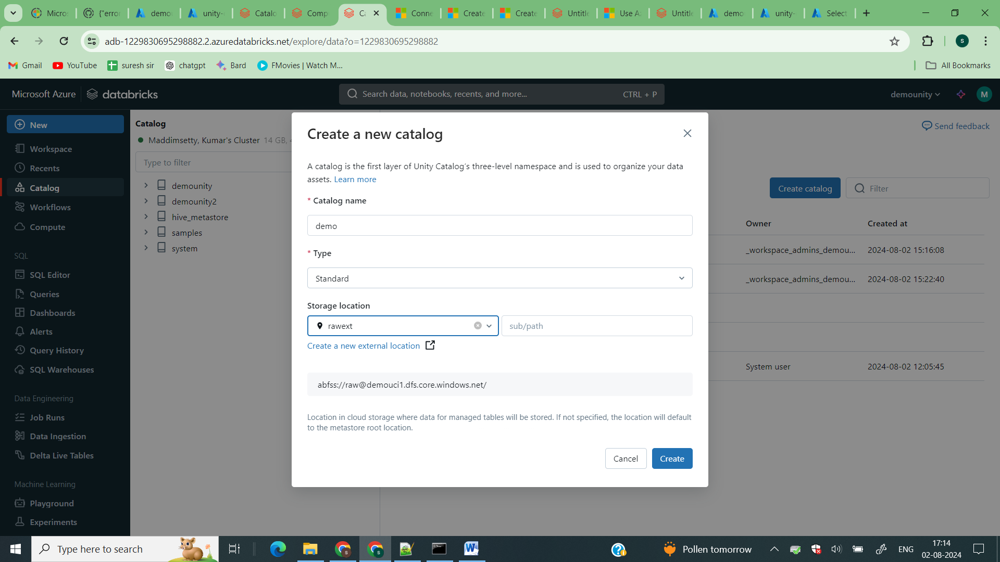 Micros
{"error
demou
unity-
Catalo
Comp
Ca
Conne
Create
Create
Untitle
Use Az
Untitle
demo
unity-
Select
adb-1229830695298882.2.azuredatabricks.net/explore/data?o=1229830695298882
S
Gmail
YouTube
suresh sir
chatgpt
Bard
FMovies | Watch M...
All Bookmarks
Microsoft Azure
databricks
Search data, notebooks, recents, and more...
CTRL + P
demounity
M
New
Workspace
Recents
Catalog
Workflows
Compute
SQL
SQL Editor
Queries
Dashboards
Alerts
Query History
SQL Warehouses
Data Engineering
Job Runs
Data Ingestion
Delta Live Tables
Machine Learning
Playground
Experiments
Catalog
Maddimsetty, Kumar's Cluster 14 GB,
Type to filter
demounity
demounity2
hive_metastore
samples
system
Create a new catalog
A catalog is the first layer of Unity Catalog's three-level namespace and is used to organize your data
assets. Learn more
* Catalog name
demo
* Type
Standard
Storage location
rawext
sub/path
Create a new external location
abfss://raw@demouci1.dfs.core.windows.net/
Location in cloud storage where data for managed tables will be stored. If not specified, the location will default
to the metastore root location.
Cancel
Create
Send feedback
Create catalog
Filter
Owner
Created at
_workspace_admins_demou...
2024-08-02 15:16:08
_workspace_admins_demou...
2024-08-02 15:22:40
System user
2024-08-02 12:05:45
Type here to search
Pollen tomorrow
ENG
17:14
02-08-2024